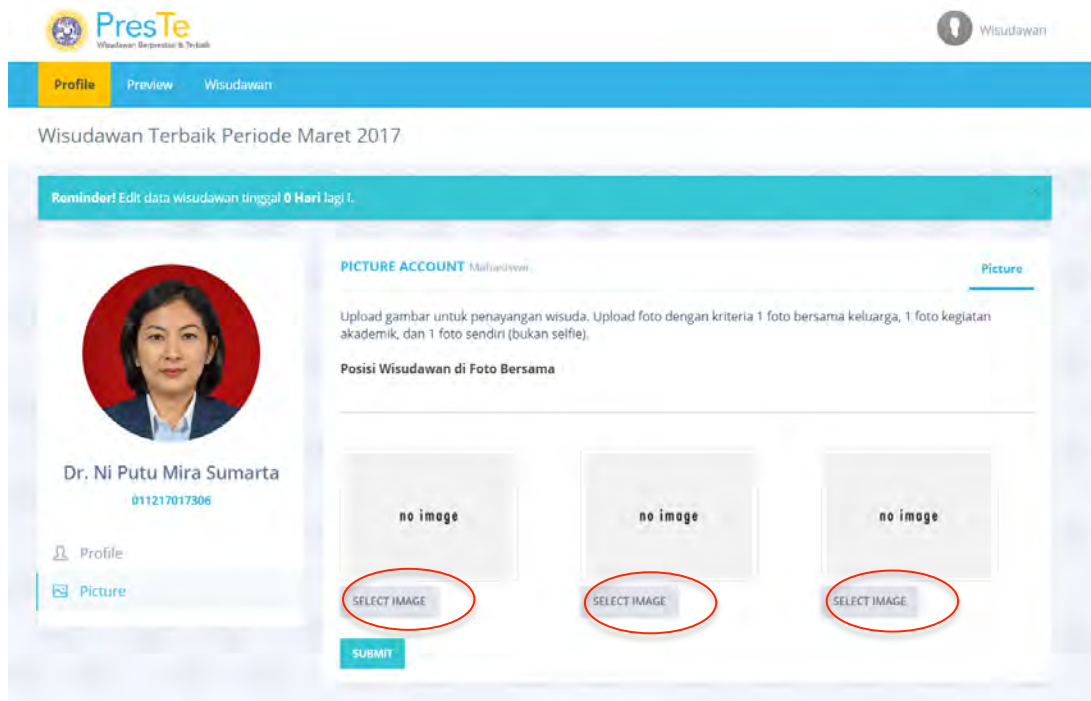 PresTe
Wisudawan Berprestasi & Terbaik
Wisudawan
Profile Preview Wisudawan
Wisudawan Terbaik Periode Maret 2017
Reminder! Edit data wisudawan tinggal 0 Hari lagi !.
PICTURE ACCOUNT Mahasiswa
Picture
Upload gambar untuk penayangan wisuda. Upload foto dengan kriteria 1 foto bersama keluarga, 1 foto kegiatan
akademik, dan 1 foto sendiri (bukan selfie).
Posisi Wisudawan di Foto Bersama
Dr. Ni Putu Mira Sumarta
011217017306
Profile
Picture
no image no image no image
SELECT IMAGE SELECT IMAGE SELECT IMAGE
SUBMIT